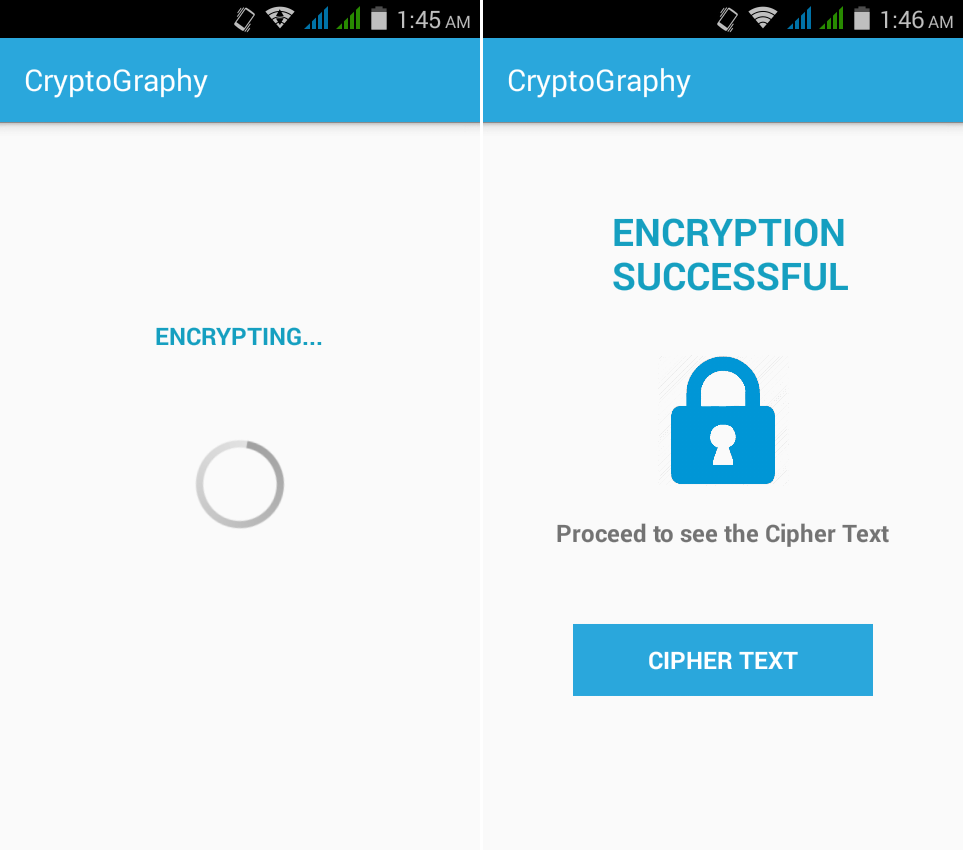 1:45 AM
CryptoGraphy
ENCRYPTING...
1:46 AM
CryptoGraphy
ENCRYPTION
SUCCESSFUL
Proceed to see the Cipher Text
CIPHER TEXT